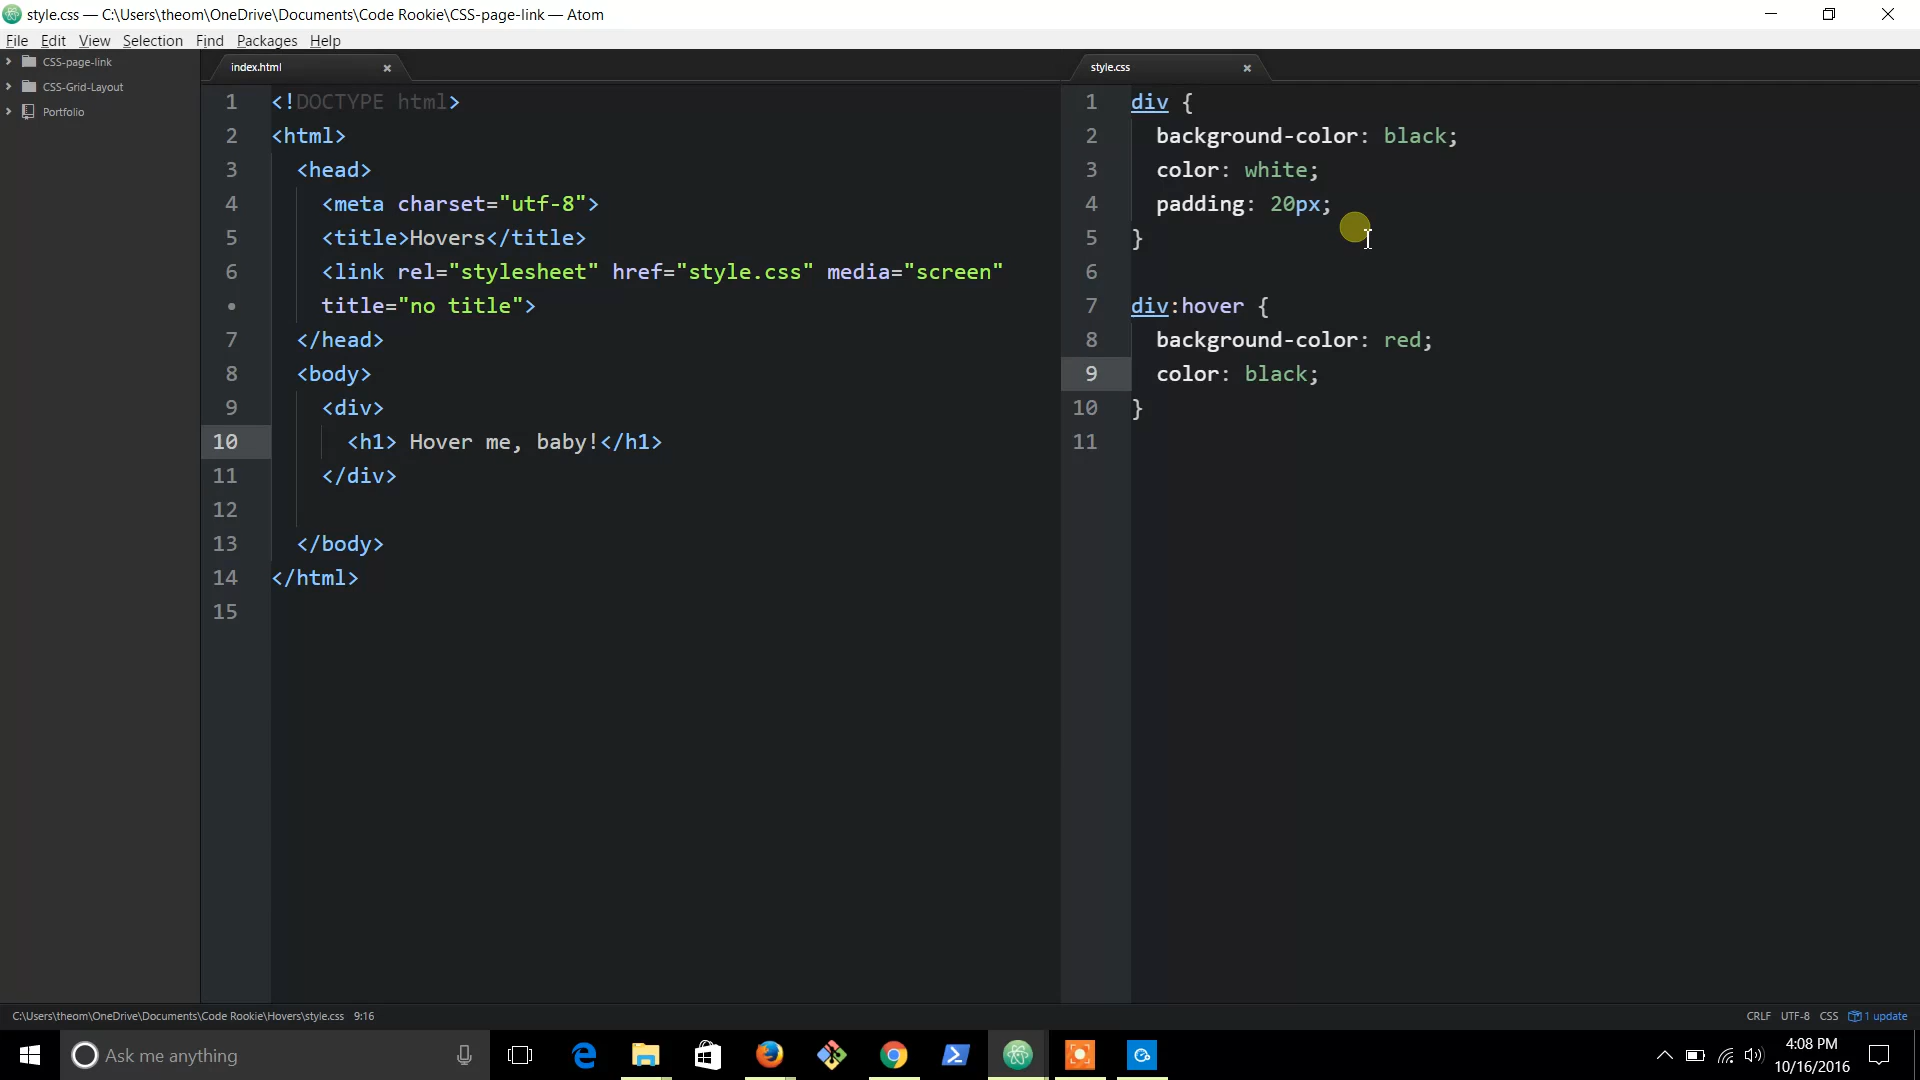 style.css — C:\Users\theom\OneDrive\Documents\Code Rookie\CSS-page-link — Atom
File Edit View Selection Find Packages Help
CSS-page-link
CSS-Grid-Layout
Portfolio
index.html
1 <!DOCTYPE html>
2 <html>
3 <head>
4 <meta charset="utf-8">
5 <title>Hovers</title>
6 <link rel="stylesheet" href="style.css" media="screen"
• title="no title">
7 </head>
8 <body>
9 <div>
10 <h1> Hover me, baby!</h1>
11 </div>
12
13 </body>
14 </html>
15
style.css
1 div {
2 background-color: black;
3 color: white;
4 padding: 20px;
5 }
6
7 div:hover {
8 background-color: red;
9 color: black;
10 }
11
C:\Users\theom\OneDrive\Documents\Code Rookie\Hovers\style.css 9:16
CRLF UTF-8 CSS 1 update
Ask me anything
4:08 PM
10/16/2016